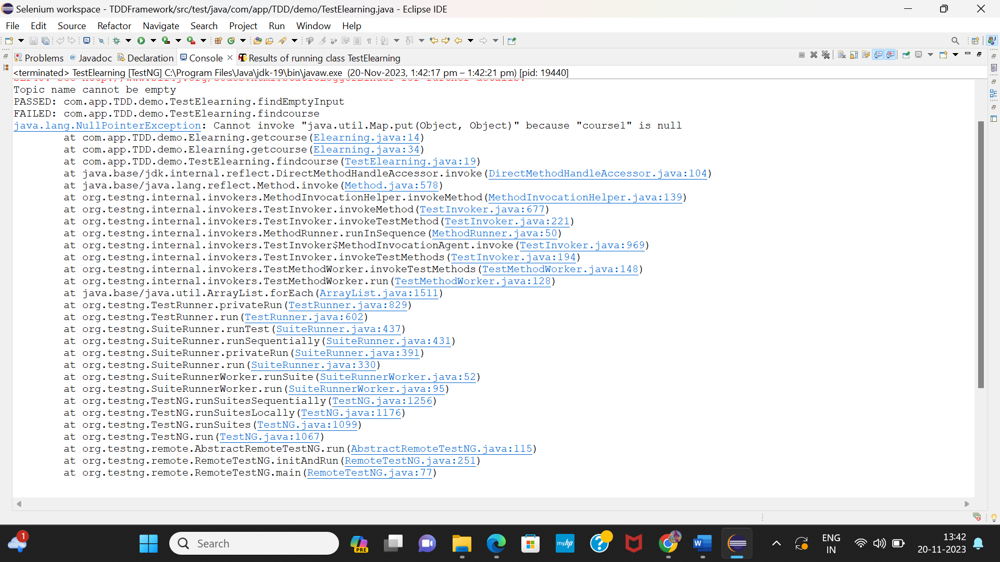 Selenium workspace - TDDFramework/src/test/java/com/app/TDD/demo/TestElearning.java - Eclipse IDE
File Edit Source Refactor Navigate Search Project Run Window Help
Problems Javadoc Declaration Console Results of running class TestElearning
<terminated> TestElearning [TestNG] C:\Program Files\Java\jdk-19\bin\javaw.exe (20-Nov-2023, 1:42:17 pm – 1:42:21 pm) [pid: 19440]
Topic name cannot be empty
PASSED: com.app.TDD.demo.TestElearning.findEmptyInput
FAILED: com.app.TDD.demo.TestElearning.findcourse
java.lang.NullPointerException: Cannot invoke "java.util.Map.put(Object, Object)" because "course1" is null
at com.app.TDD.demo.Elearning.getcourse(Elearning.java:14)
at com.app.TDD.demo.Elearning.getcourse(Elearning.java:34)
at com.app.TDD.demo.TestElearning.findcourse(TestElearning.java:19)
at java.base/jdk.internal.reflect.DirectMethodHandleAccessor.invoke(DirectMethodHandleAccessor.java:104)
at java.base/java.lang.reflect.Method.invoke(Method.java:578)
at org.testng.internal.invokers.MethodInvocationHelper.invokeMethod(MethodInvocationHelper.java:139)
at org.testng.internal.invokers.TestInvoker.invokeMethod(TestInvoker.java:677)
at org.testng.internal.invokers.TestInvoker.invokeTestMethod(TestInvoker.java:221)
at org.testng.internal.invokers.MethodRunner.runInSequence(MethodRunner.java:50)
at org.testng.internal.invokers.TestInvoker$MethodInvocationAgent.invoke(TestInvoker.java:969)
at org.testng.internal.invokers.TestInvoker.invokeTestMethods(TestInvoker.java:194)
at org.testng.internal.invokers.TestMethodWorker.invokeTestMethods(TestMethodWorker.java:148)
at org.testng.internal.invokers.TestMethodWorker.run(TestMethodWorker.java:128)
at java.base/java.util.ArrayList.forEach(ArrayList.java:1511)
at org.testng.TestRunner.privateRun(TestRunner.java:829)
at org.testng.TestRunner.run(TestRunner.java:602)
at org.testng.SuiteRunner.runTest(SuiteRunner.java:437)
at org.testng.SuiteRunner.runSequentially(SuiteRunner.java:431)
at org.testng.SuiteRunner.privateRun(SuiteRunner.java:391)
at org.testng.SuiteRunner.run(SuiteRunner.java:330)
at org.testng.SuiteRunnerWorker.runSuite(SuiteRunnerWorker.java:52)
at org.testng.SuiteRunnerWorker.run(SuiteRunnerWorker.java:95)
at org.testng.TestNG.runSuitesSequentially(TestNG.java:1256)
at org.testng.TestNG.runSuitesLocally(TestNG.java:1176)
at org.testng.TestNG.runSuites(TestNG.java:1099)
at org.testng.TestNG.run(TestNG.java:1067)
at org.testng.remote.AbstractRemoteTestNG.run(AbstractRemoteTestNG.java:115)
at org.testng.remote.RemoteTestNG.initAndRun(RemoteTestNG.java:251)
at org.testng.remote.RemoteTestNG.main(RemoteTestNG.java:77)
1 Search PRE myhp ENG 13:42
IN 20-11-2023